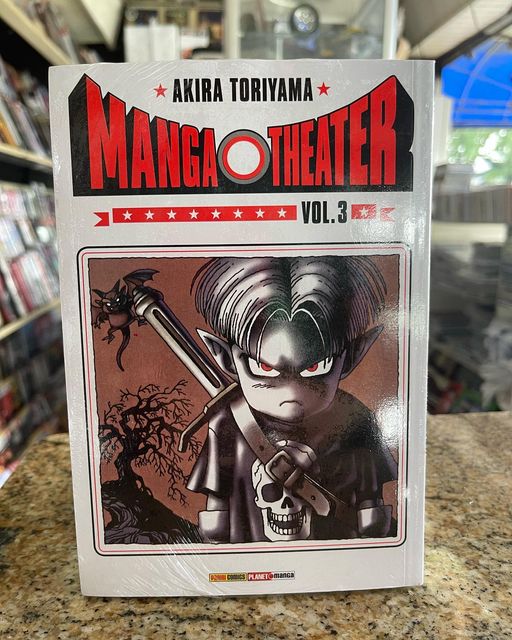 ★ AKIRA TORIYAMA ★
MANGA THEATER
VOL.3
PANINI COMICS PLANET manga